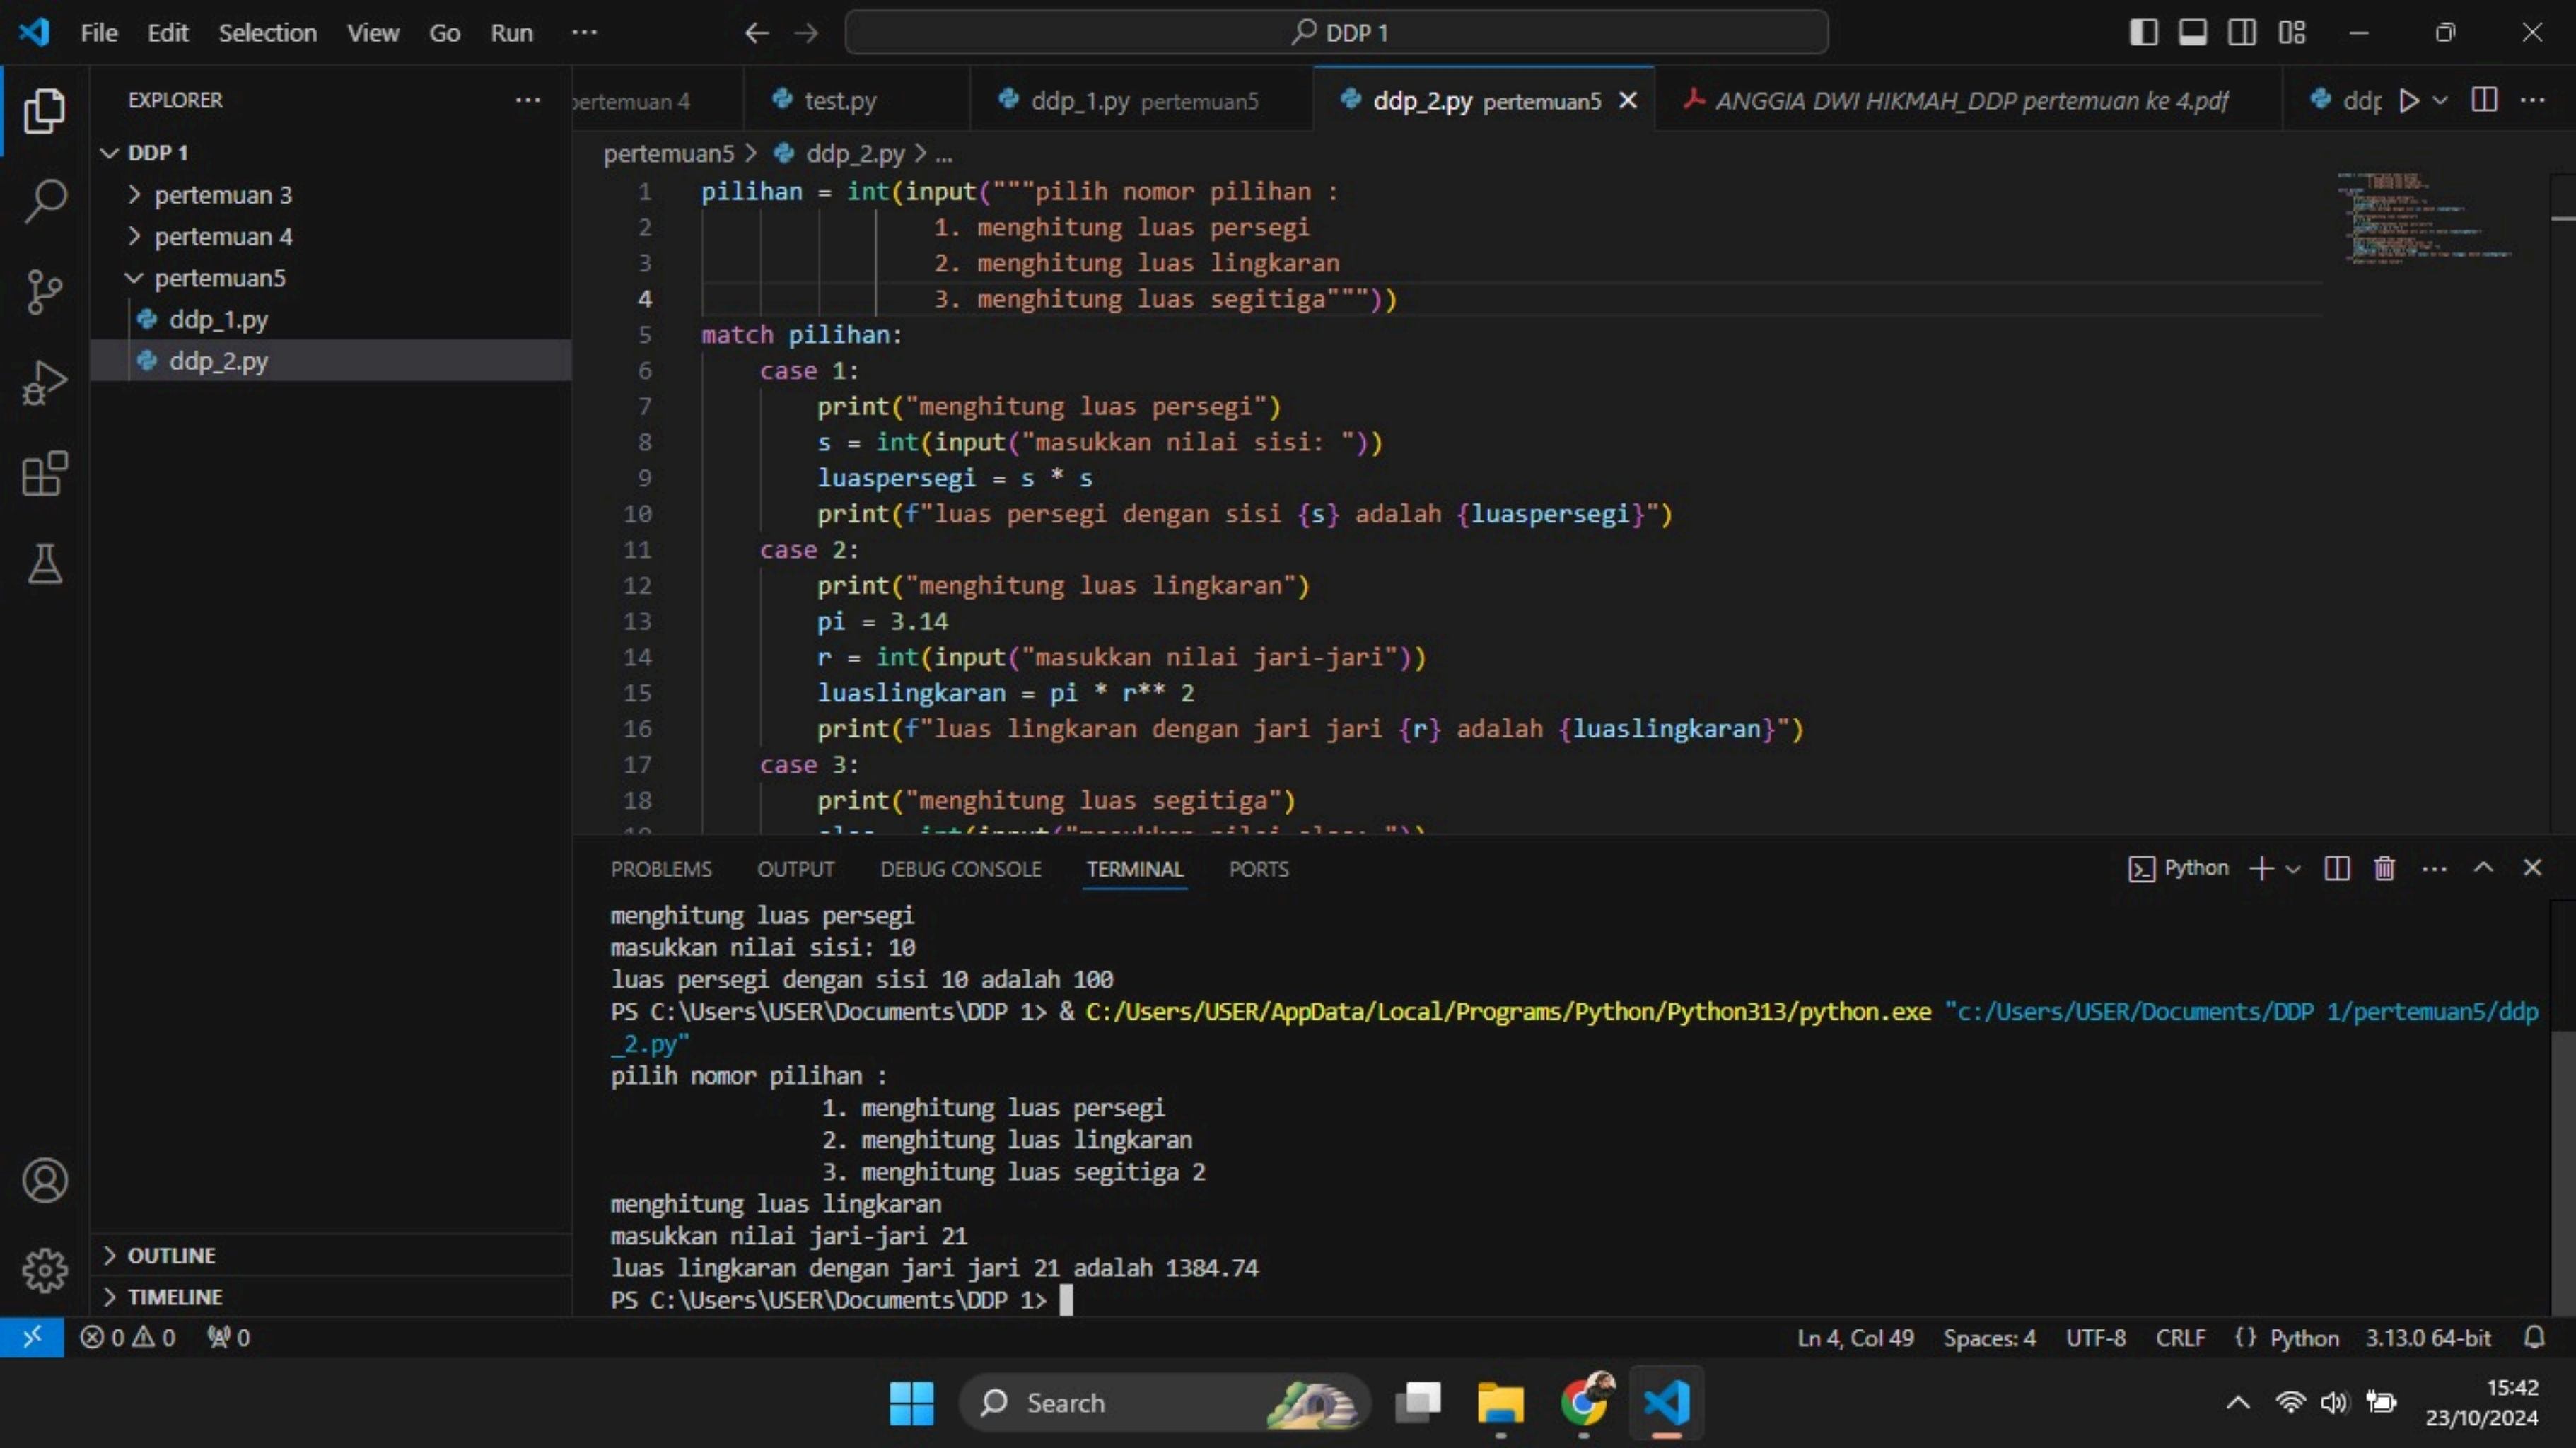 File Edit Selection View Go Run ...
DDP 1
EXPLORER
pertemuan 4
test.py
ddp_1.py pertemuan5
ddp_2.py pertemuan5
ANGGIA DWI HIKMAH_DDP pertemuan ke 4.pdf
ddp
DDP 1
pertemuan 3
pertemuan 4
pertemuan5
ddp_1.py
ddp_2.py
OUTLINE
TIMELINE
pertemuan5 > ddp_2.py > ...
1 pilihan = int(input("""pilih nomor pilihan :
2 1. menghitung luas persegi
3 2. menghitung luas lingkaran
4 3. menghitung luas segitiga"""))
5 match pilihan:
6 case 1:
7 print("menghitung luas persegi")
8 s = int(input("masukkan nilai sisi: "))
9 luaspersegi = s * s
10 print(f"luas persegi dengan sisi {s} adalah {luaspersegi}")
11 case 2:
12 print("menghitung luas lingkaran")
13 pi = 3.14
14 r = int(input("masukkan nilai jari-jari"))
15 luaslingkaran = pi * r** 2
16 print(f"luas lingkaran dengan jari jari {r} adalah {luaslingkaran}")
17 case 3:
18 print("menghitung luas segitiga")
PROBLEMS OUTPUT DEBUG CONSOLE TERMINAL PORTS
Python
menghitung luas persegi
masukkan nilai sisi: 10
luas persegi dengan sisi 10 adalah 100
PS C:\Users\USER\Documents\DDP 1> & C:/Users/USER/AppData/Local/Programs/Python/Python313/python.exe "c:/Users/USER/Documents/DDP 1/pertemuan5/ddp
_2.py"
pilih nomor pilihan :
1. menghitung luas persegi
2. menghitung luas lingkaran
3. menghitung luas segitiga 2
menghitung luas lingkaran
masukkan nilai jari-jari 21
luas lingkaran dengan jari jari 21 adalah 1384.74
PS C:\Users\USER\Documents\DDP 1>
0 0 0
Ln 4, Col 49 Spaces: 4 UTF-8 CRLF {} Python 3.13.0 64-bit
Search
15:42
23/10/2024